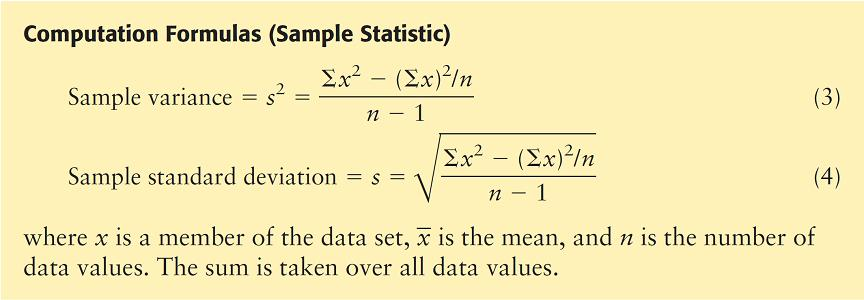 Computation Formulas (Sample Statistic)
Sample variance = s² = Σx² − (Σx)²/n / n − 1 (3)
Sample standard deviation = s = √ Σx² − (Σx)²/n / n − 1 (4)
where x is a member of the data set, x̄ is the mean, and n is the number of
data values. The sum is taken over all data values.